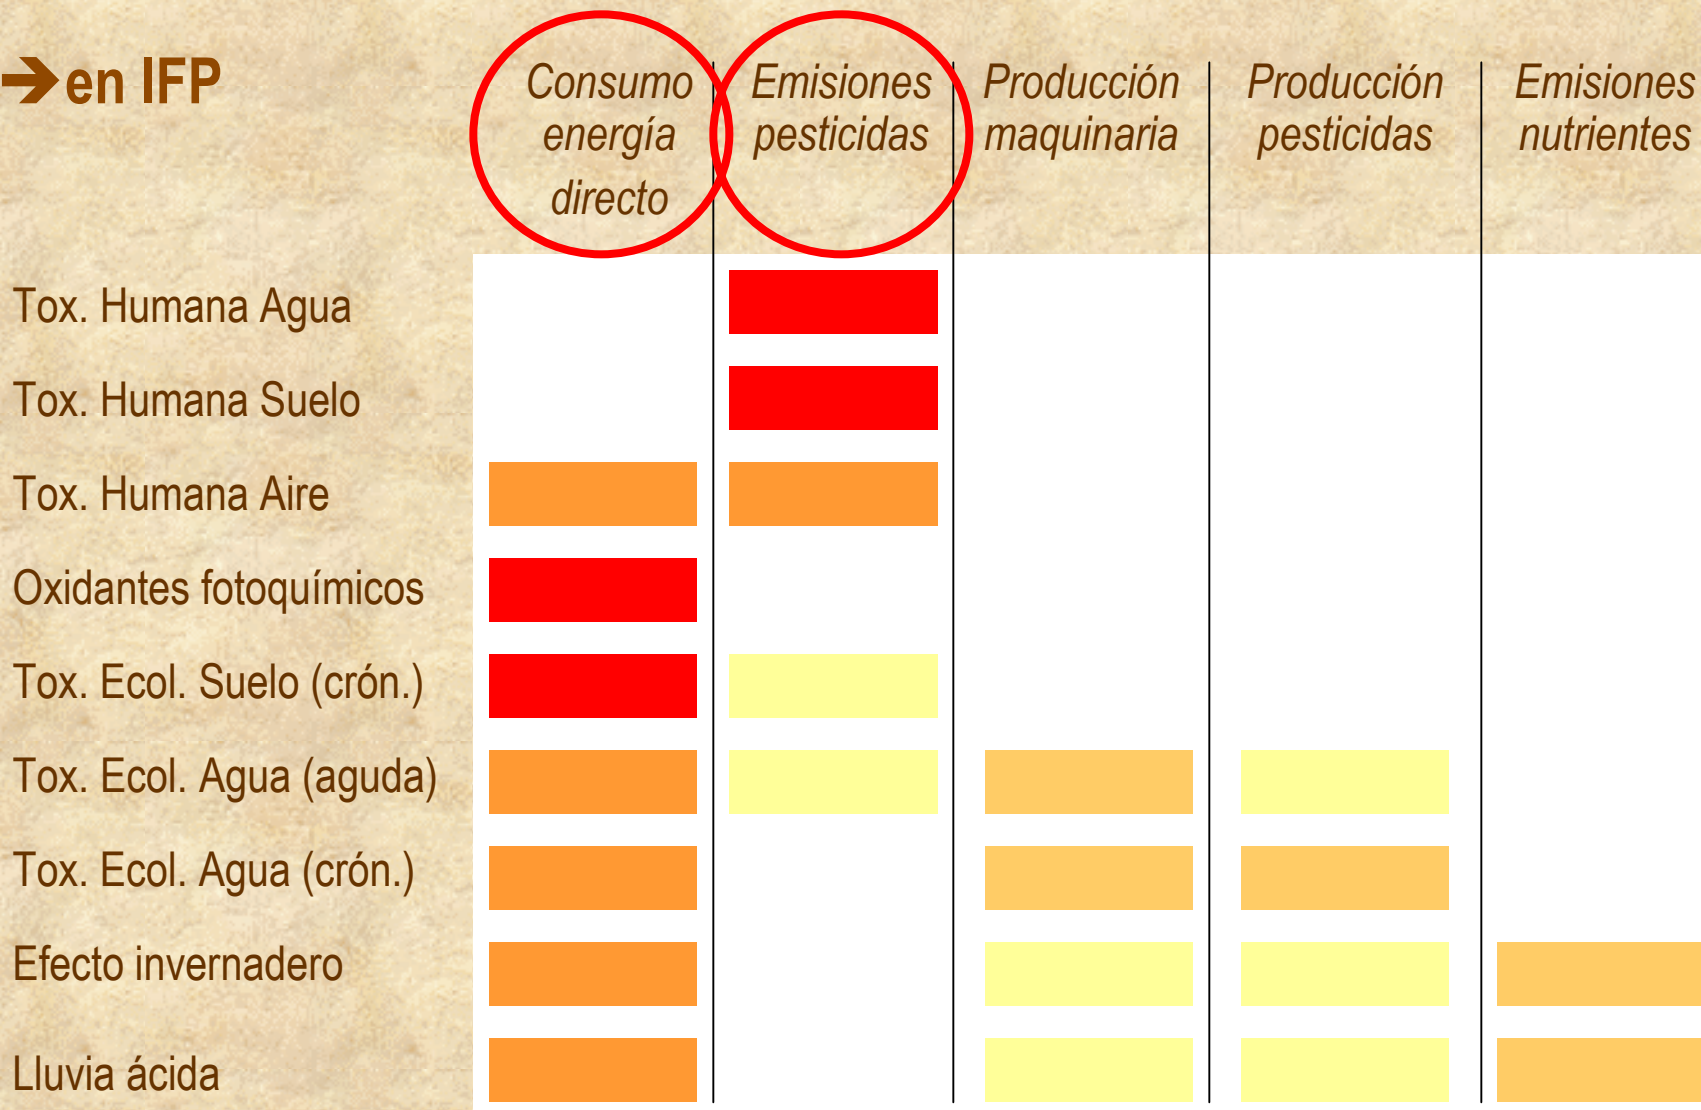 ➔en IFP
Consumo
energía
directo
Emisiones
pesticidas
Producción
maquinaria
Producción
pesticidas
Emisiones
nutrientes
Tox. Humana Agua
Tox. Humana Suelo
Tox. Humana Aire
Oxidantes fotoquímicos
Tox. Ecol. Suelo (crón.)
Tox. Ecol. Agua (aguda)
Tox. Ecol. Agua (crón.)
Efecto invernadero
Lluvia ácida